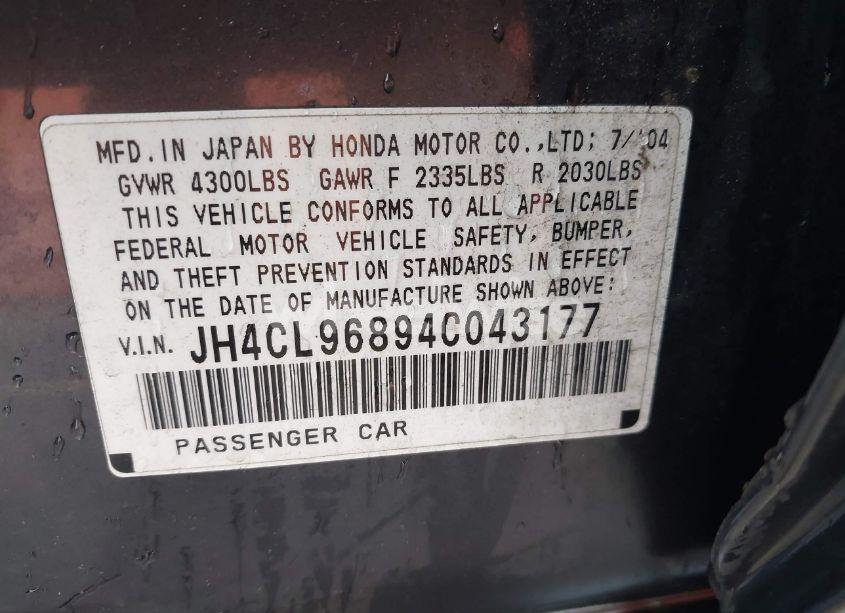 MFD. IN JAPAN BY HONDA MOTOR CO.,LTD; 7/'04
GVWR 4300LBS GAWR F 2335LBS R 2030LBS
THIS VEHICLE CONFORMS TO ALL APPLICABLE
FEDERAL MOTOR VEHICLE SAFETY, BUMPER,
AND THEFT PREVENTION STANDARDS IN EFFECT
ON THE DATE OF MANUFACTURE SHOWN ABOVE:
V.I.N. JH4CL96894C043177
PASSENGER CAR